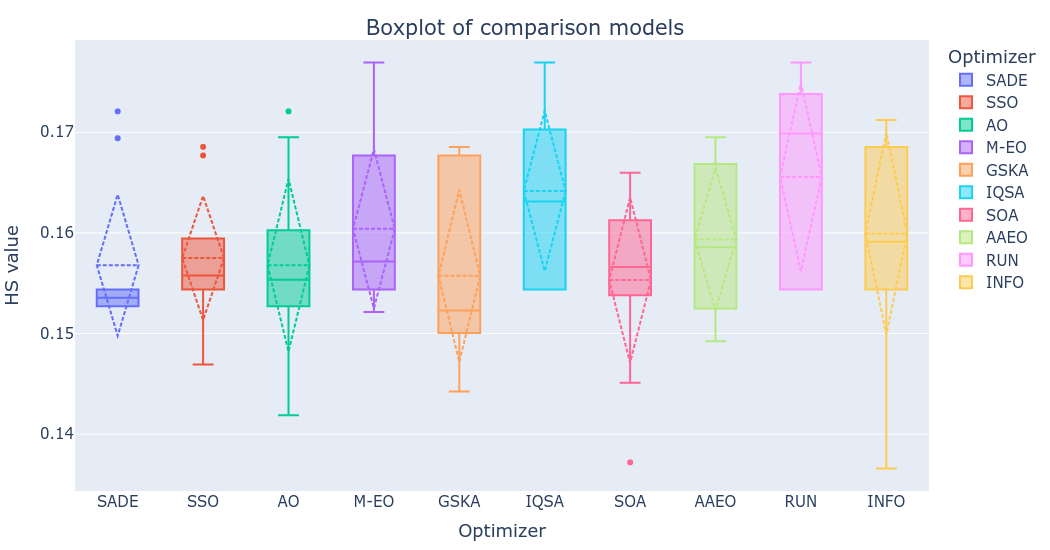 Boxplot of comparison models
HS value
0.17
0.16
0.15
0.14
SADE
SSO
AO
M-EO
GSKA
IQSA
SOA
AAEO
RUN
INFO
Optimizer
Optimizer
SADE
SSO
AO
M-EO
GSKA
IQSA
SOA
AAEO
RUN
INFO